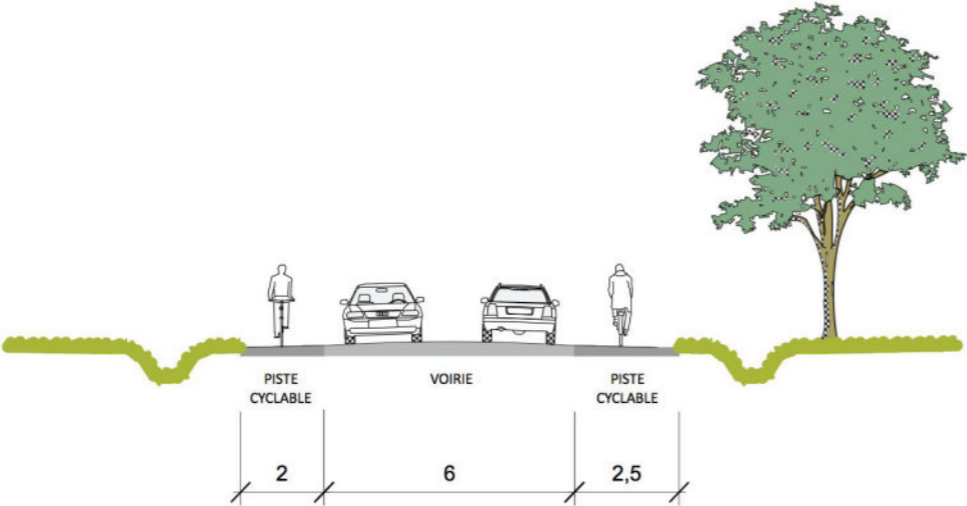 PISTE
CYCLABLE
VOIRIE
PISTE
CYCLABLE
2
6
2,5